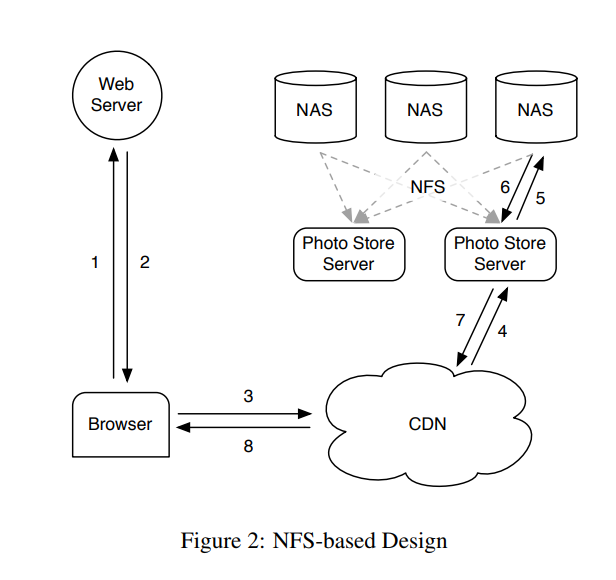 Web
Server
NAS
NAS
NAS
NFS
6
5
Photo Store
Server
Photo Store
Server
1
2
7
4
Browser
3
8
CDN
Figure 2: NFS-based Design